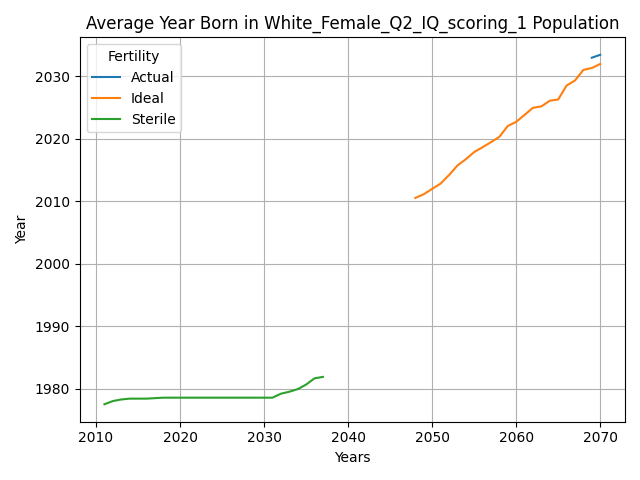 Average Year Born in White_Female_Q2_IQ_scoring_1 Population
Fertility
Actual
Ideal
Sterile
2030
2020
2010
2000
1990
1980
Year
2010 2020 2030 2040 2050 2060 2070
Years